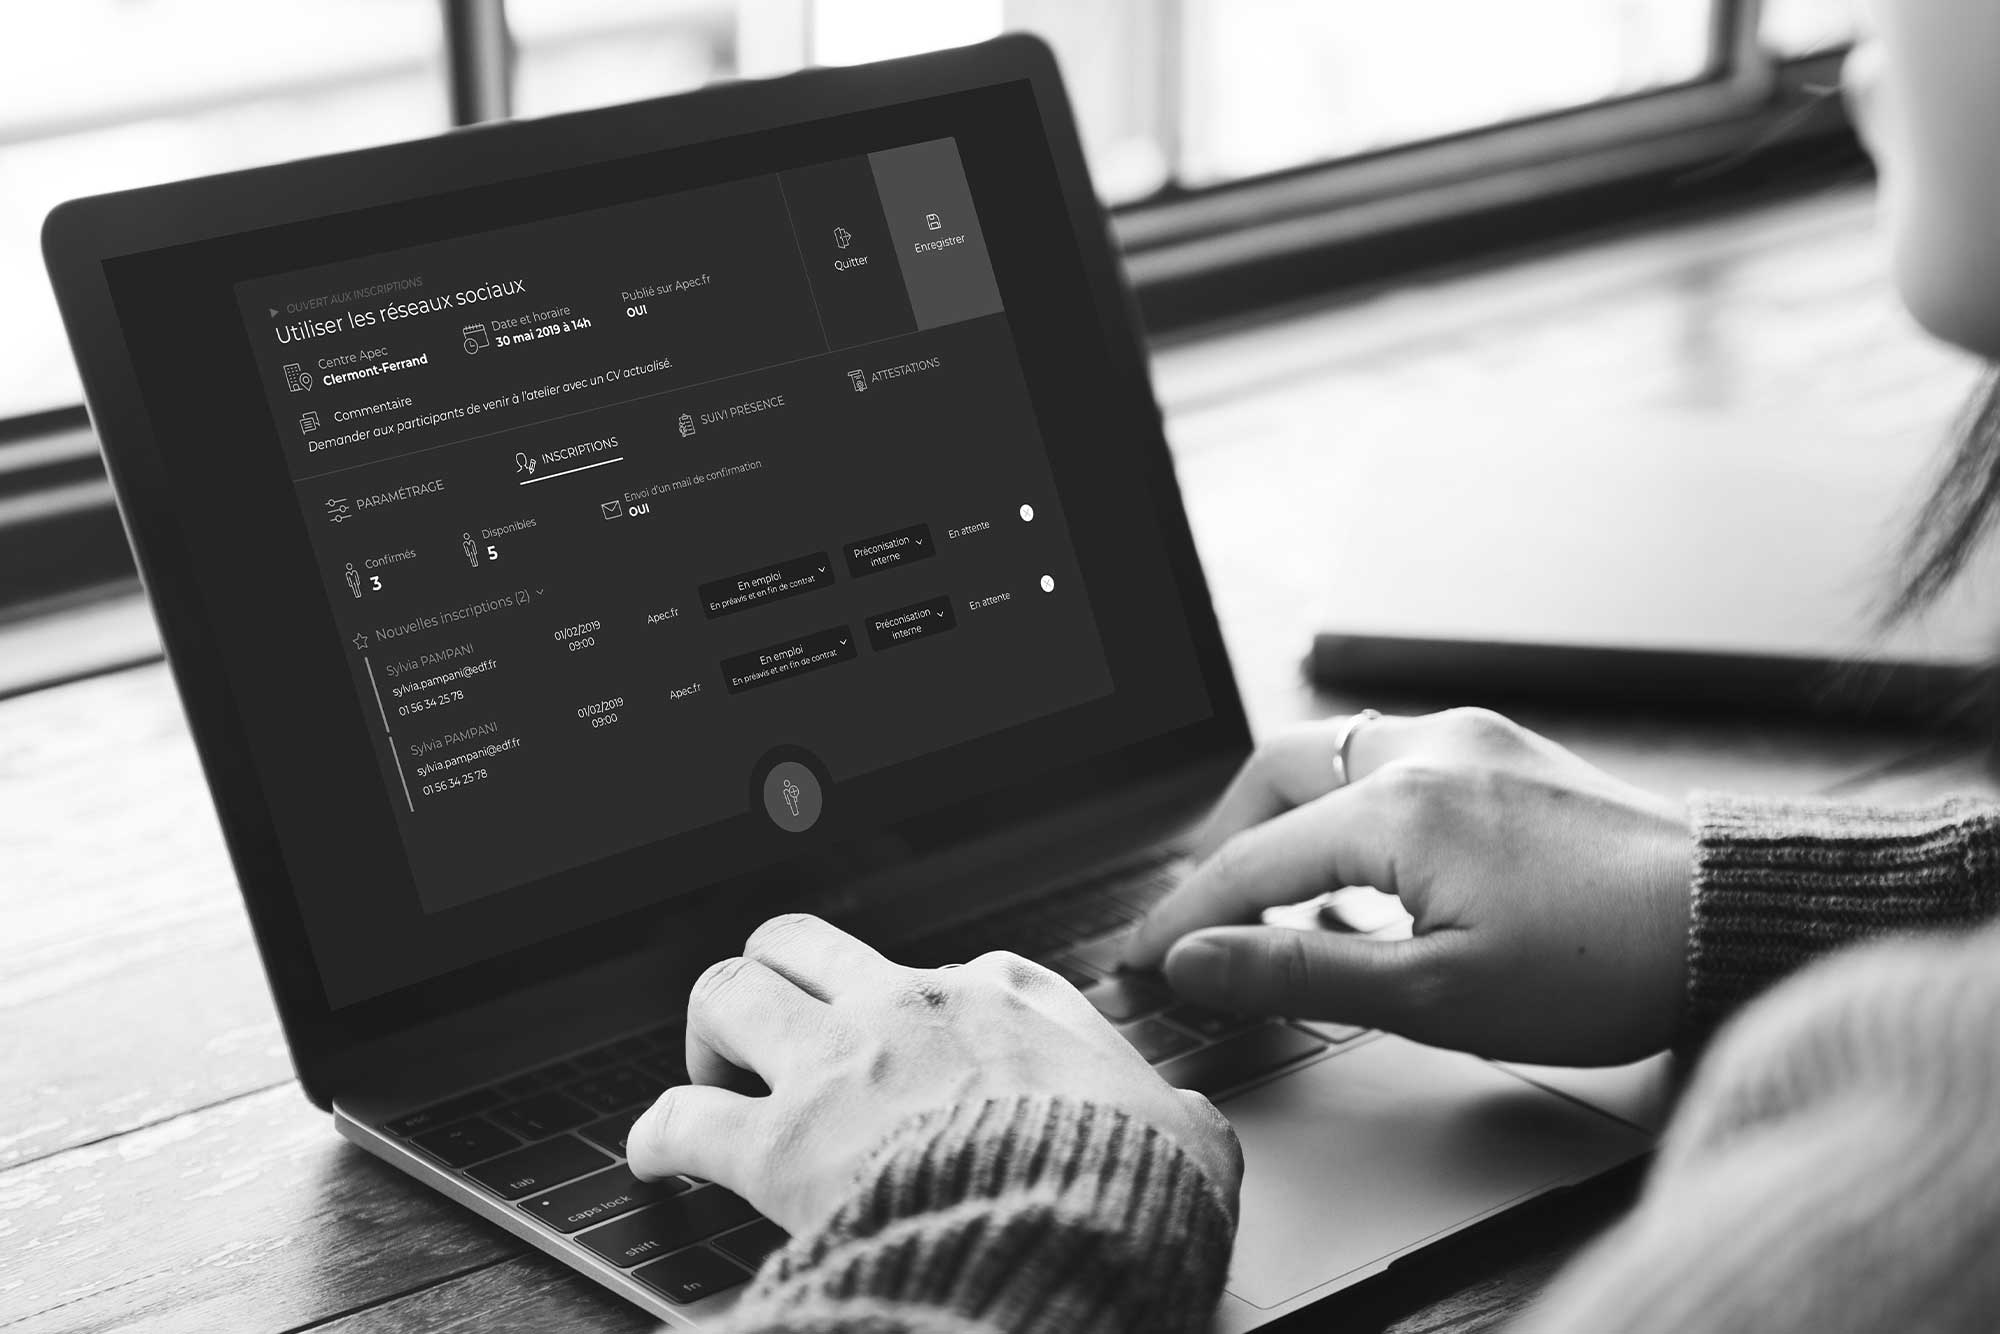 OUVERT AUX INSCRIPTIONS
Utiliser les réseaux sociaux
Centre Apec
Clermont-Ferrand
Date et horaire
30 mai 2019 à 14h
Publié sur Apec.fr
OUI
Quitter
Enregistrer
Commentaire
Demander aux participants de venir à l'atelier avec un CV actualisé.
PARAMÉTRAGE
INSCRIPTIONS
SUIVI PRÉSENCE
ATTESTATIONS
Confirmés
3
Disponibles
5
Envoi d'un mail de confirmation
OUI
Nouvelles inscriptions (2)
Sylvia PAMPANI
sylvia.pampani@edf.fr
01 56 34 25 78
01/02/2019
09:00
Apec.fr
En emploi
En préavis et en fin de contrat
Préconisation
interne
En attente
Sylvia PAMPANI
sylvia.pampani@edf.fr
01 56 34 25 78
01/02/2019
09:00
Apec.fr
En emploi
En préavis et en fin de contrat
Préconisation
interne
En attente
esc
tab
caps lock
shift
fn